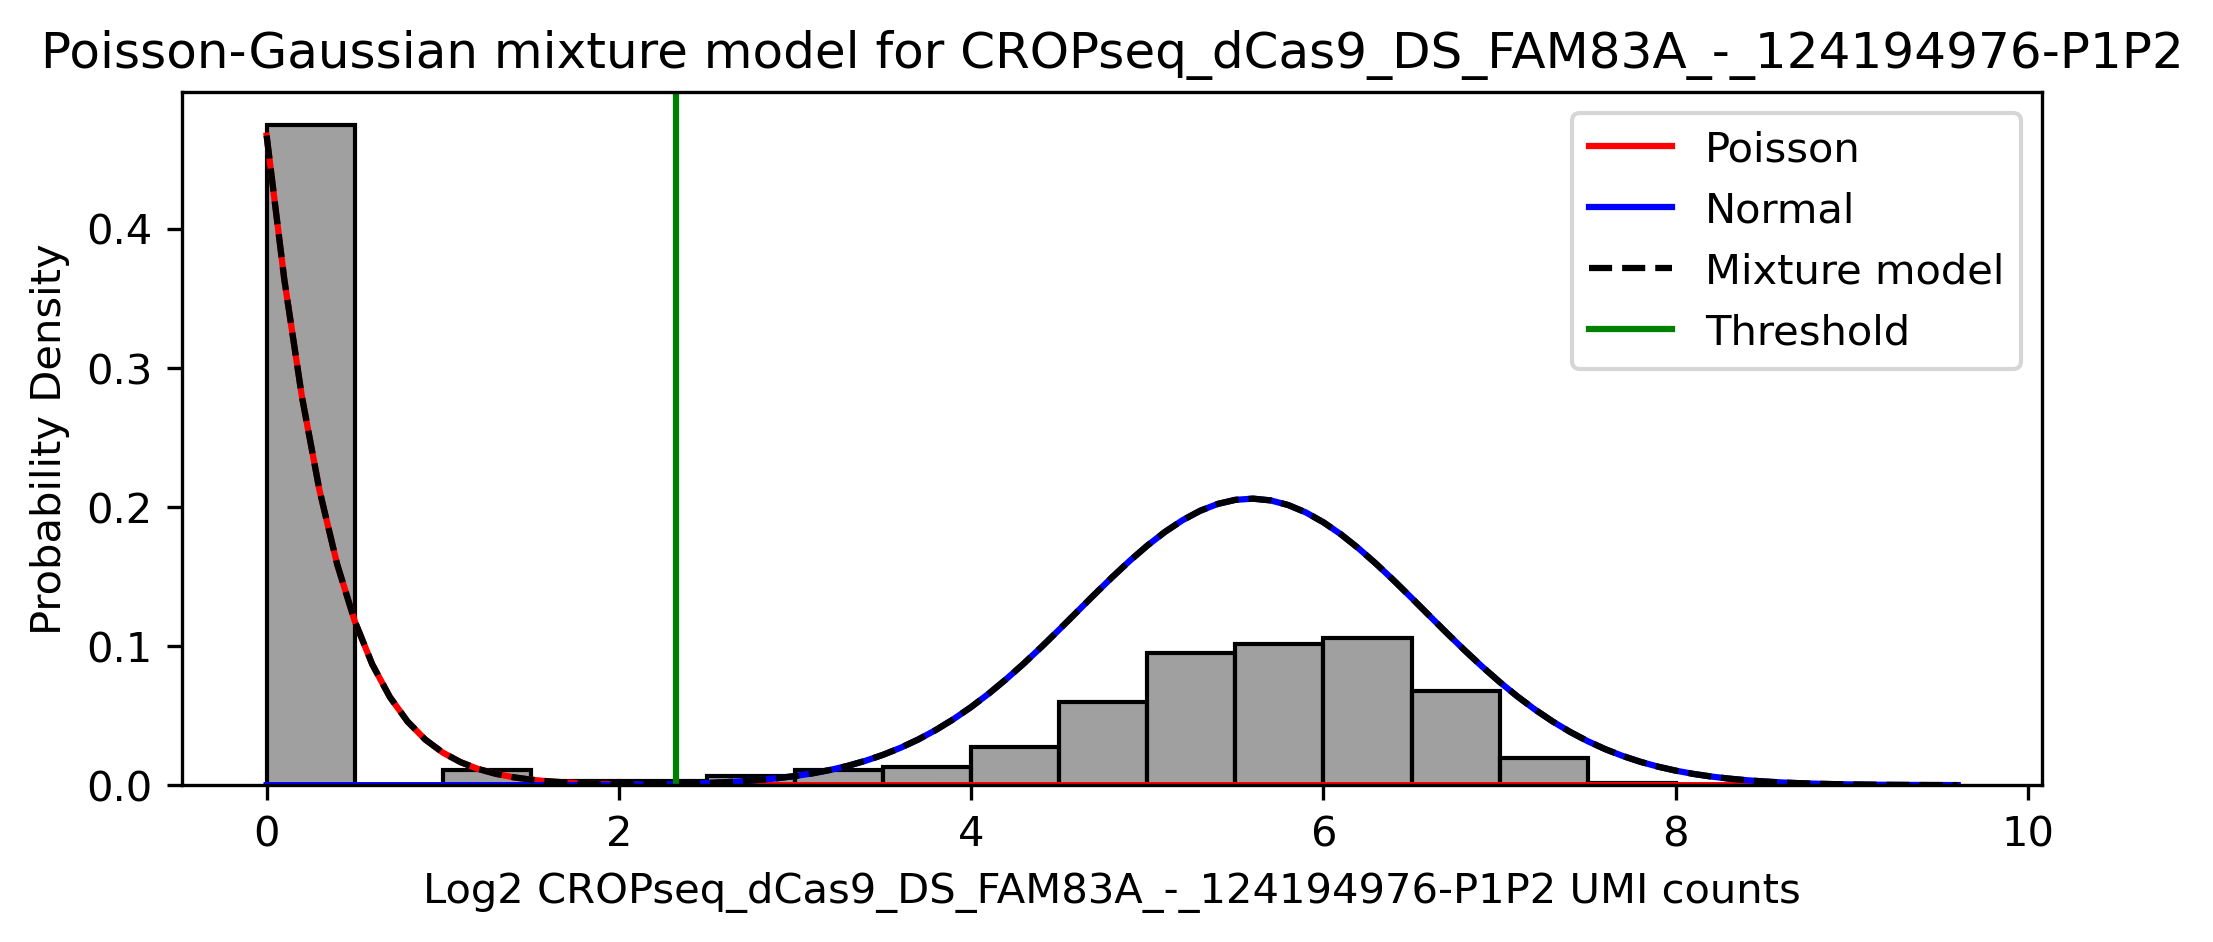 Poisson-Gaussian mixture model for CROPseq_dCas9_DS_FAM83A_-_124194976-P1P2
Probability Density
0.4
0.3
0.2
0.1
0.0
Poisson
Normal
Mixture model
Threshold
0 2 4 6 8 10
Log2 CROPseq_dCas9_DS_FAM83A_-_124194976-P1P2 UMI counts